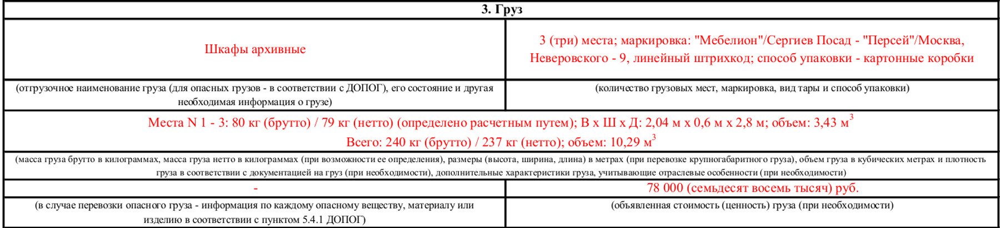 3. Груз
Шкафы архивные
3 (три) места; маркировка: "Мебелион"/Сергиев Посад - "Персей"/Москва,
Неверовского - 9, линейный штрихкод; способ упаковки - картонные коробки
(отгрузочное наименование груза (для опасных грузов - в соответствии с ДОПОГ), его состояние и другая
необходимая информация о грузе)
(количество грузовых мест, маркировка, вид тары и способ упаковки)
Места N 1 - 3: 80 кг (брутто) / 79 кг (нетто) (определено расчетным путем); В x Ш x Д: 2,04 м x 0,6 м x 2,8 м; объем: 3,43 м³
Всего: 240 кг (брутто) / 237 кг (нетто); объем: 10,29 м³
(масса груза брутто в килограммах, масса груза нетто в килограммах (при возможности ее определения), размеры (высота, ширина, длина) в метрах (при перевозке крупногабаритного груза), объем груза в кубических метрах и плотность
груза в соответствии с документацией на груз (при необходимости), дополнительные характеристики груза, учитывающие отраслевые особенности (при необходимости)
-
78 000 (семьдесят восемь тысяч) руб.
(в случае перевозки опасного груза - информация по каждому опасному веществу, материалу или
изделию в соответствии с пунктом 5.4.1 ДОПОГ)
(объявленная стоимость (ценность) груза (при необходимости)